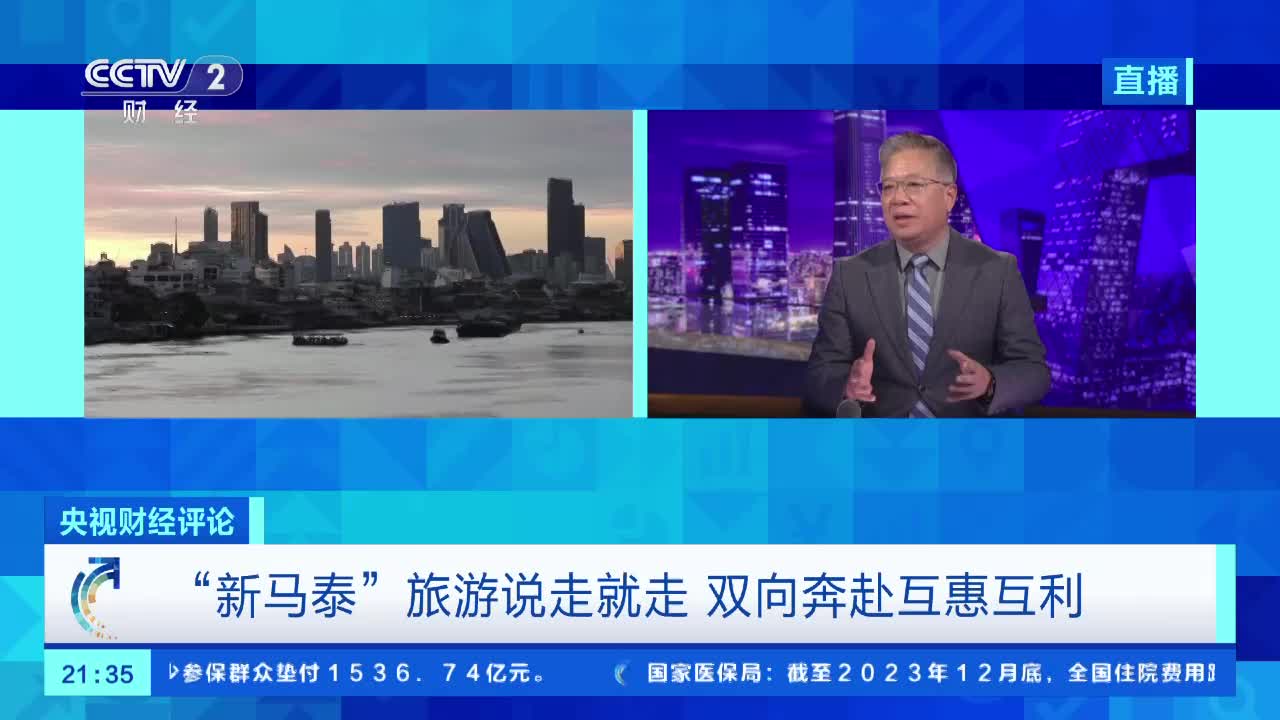 CCTV 2
财 经
直播
央视财经评论
“新马泰”旅游说走就走 双向奔赴互惠互利
21:35
参保群众垫付1536.74亿元。 国家医保局：截至2023年12月底，全国住院费用